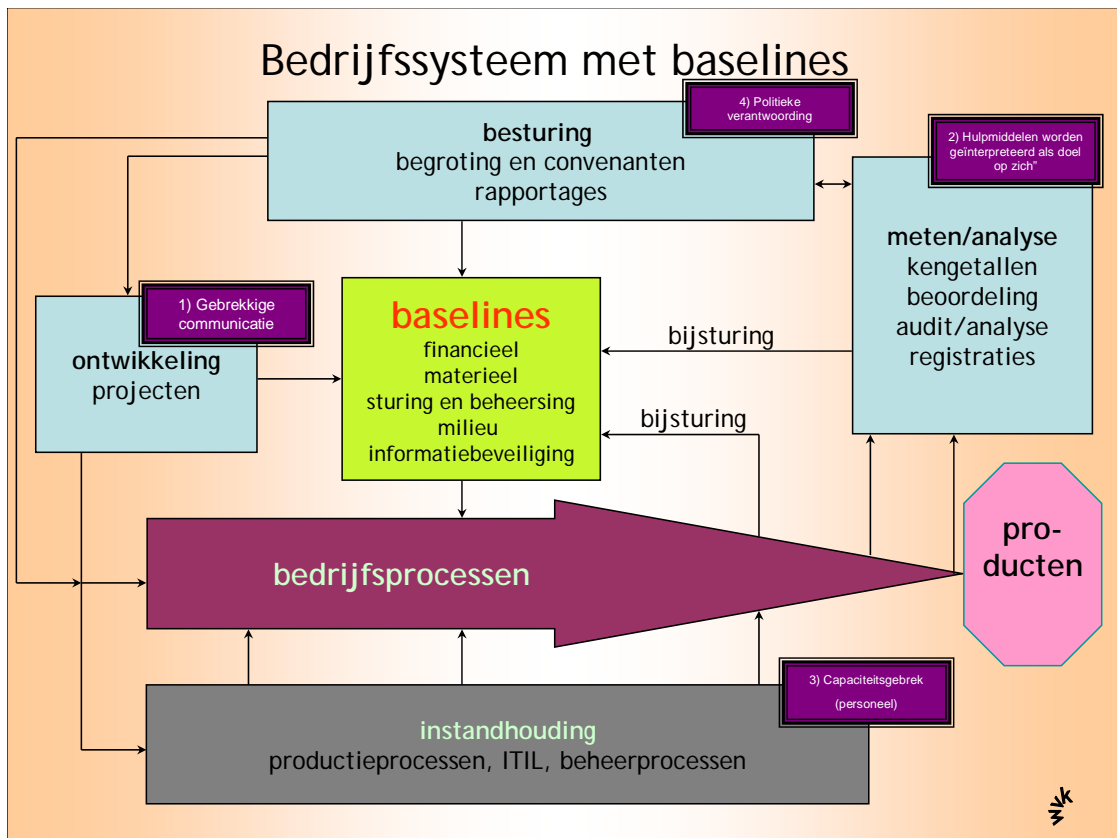 Bedrijfssysteem met baselines
4) Politieke
verantwoording
besturing
begroting en convenanten
rapportages
2) Hulpmiddelen worden
geïnterpreteerd als doel
op zich"
meten/analyse
kengetallen
beoordeling
audit/analyse
registraties
1) Gebrekkige
communicatie
ontwikkeling
projecten
baselines
financieel
materieel
sturing en beheersing
milieu
informatiebeveiliging
bijsturing
bijsturing
pro-
ducten
bedrijfsprocessen
3) Capaciteitsgebrek
(personeel)
instandhouding
productieprocessen, ITIL, beheerprocessen